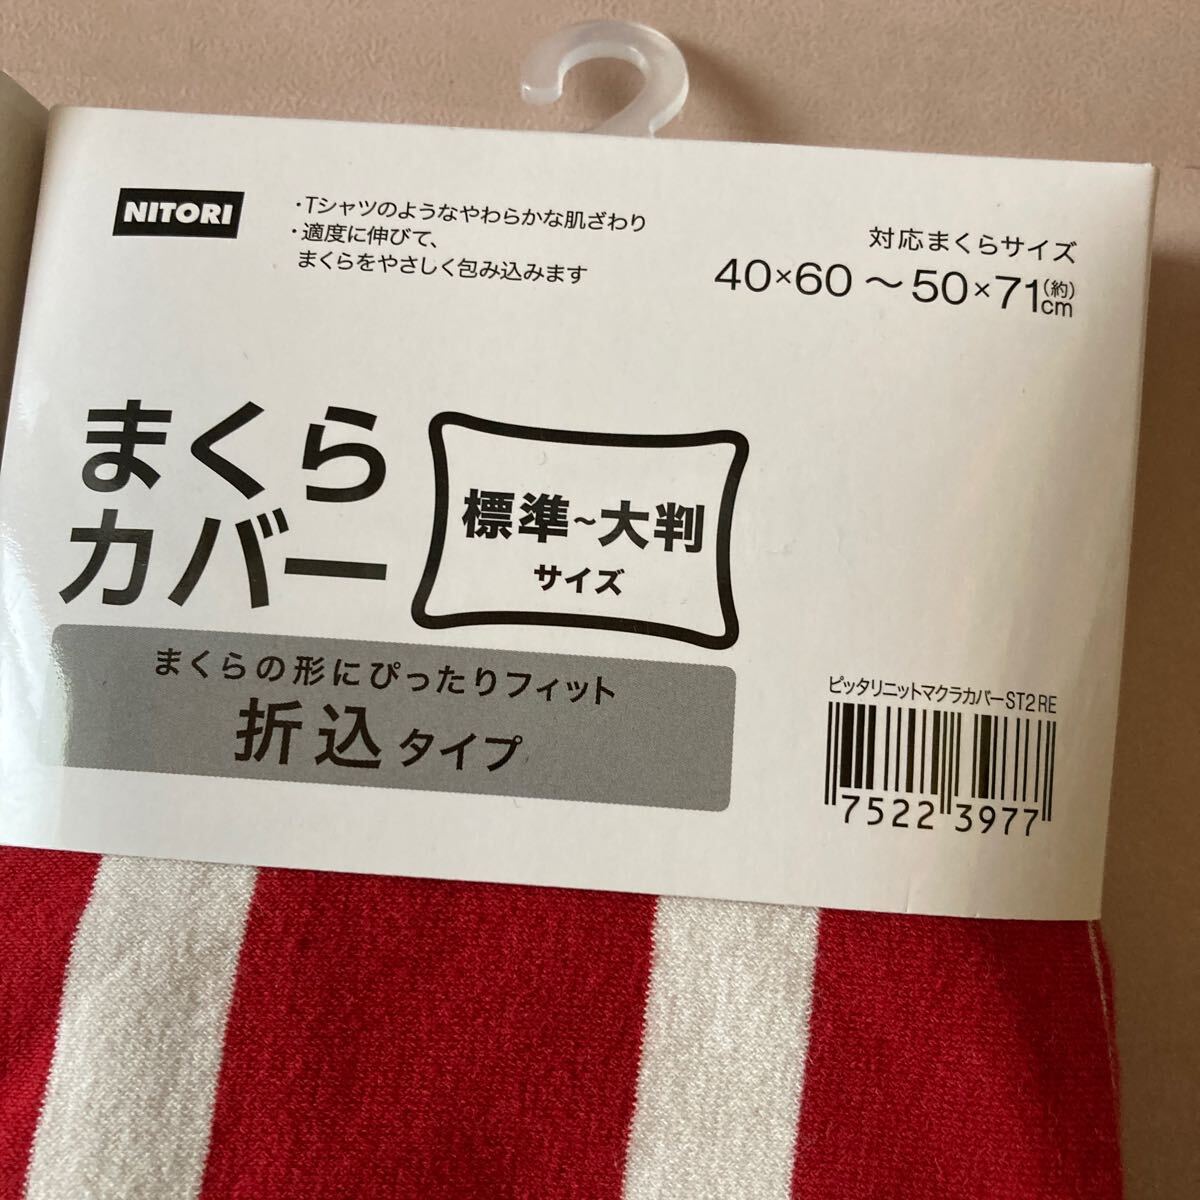 NITORI
・Tシャツのようなやわらかな肌ざわり
・適度に伸びて、
まくらをやさしく包み込みます
対応まくらサイズ
40×60～50×71(約)cm
まくら
カバー
標準~大判
サイズ
まくらの形にぴったりフィット
折込タイプ
ピッタリニットマクラカバーST2 RE
7522 3977